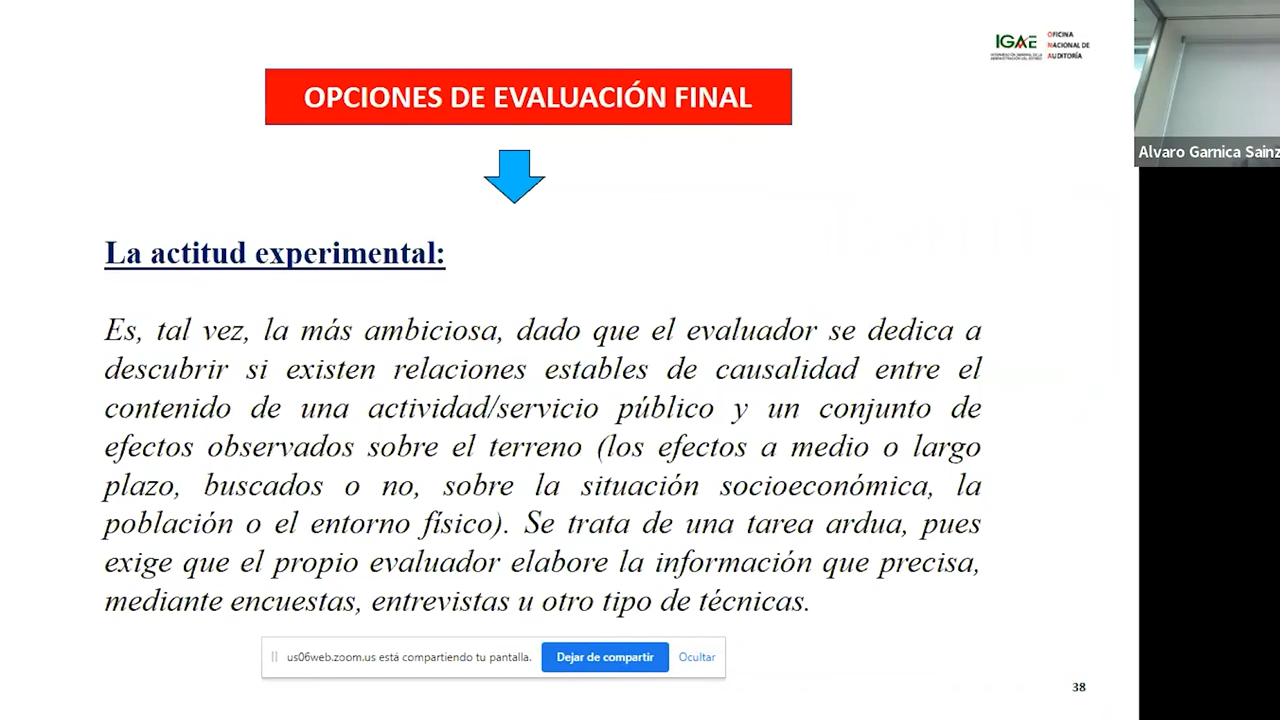 IGAE
OFICINA
NACIONAL DE
AUDITORÍA
OPCIONES DE EVALUACIÓN FINAL
Alvaro Garnica Sainz
La actitud experimental:
Es, tal vez, la más ambiciosa, dado que el evaluador se dedica a
descubrir si existen relaciones estables de causalidad entre el
contenido de una actividad/servicio público y un conjunto de
efectos observados sobre el terreno (los efectos a medio o largo
plazo, buscados o no, sobre la situación socioeconómica, la
población o el entorno físico). Se trata de una tarea ardua, pues
exige que el propio evaluador elabore la información que precisa,
mediante encuestas, entrevistas u otro tipo de técnicas.
us06web.zoom.us está compartiendo tu pantalla.
Dejar de compartir
Ocultar
38